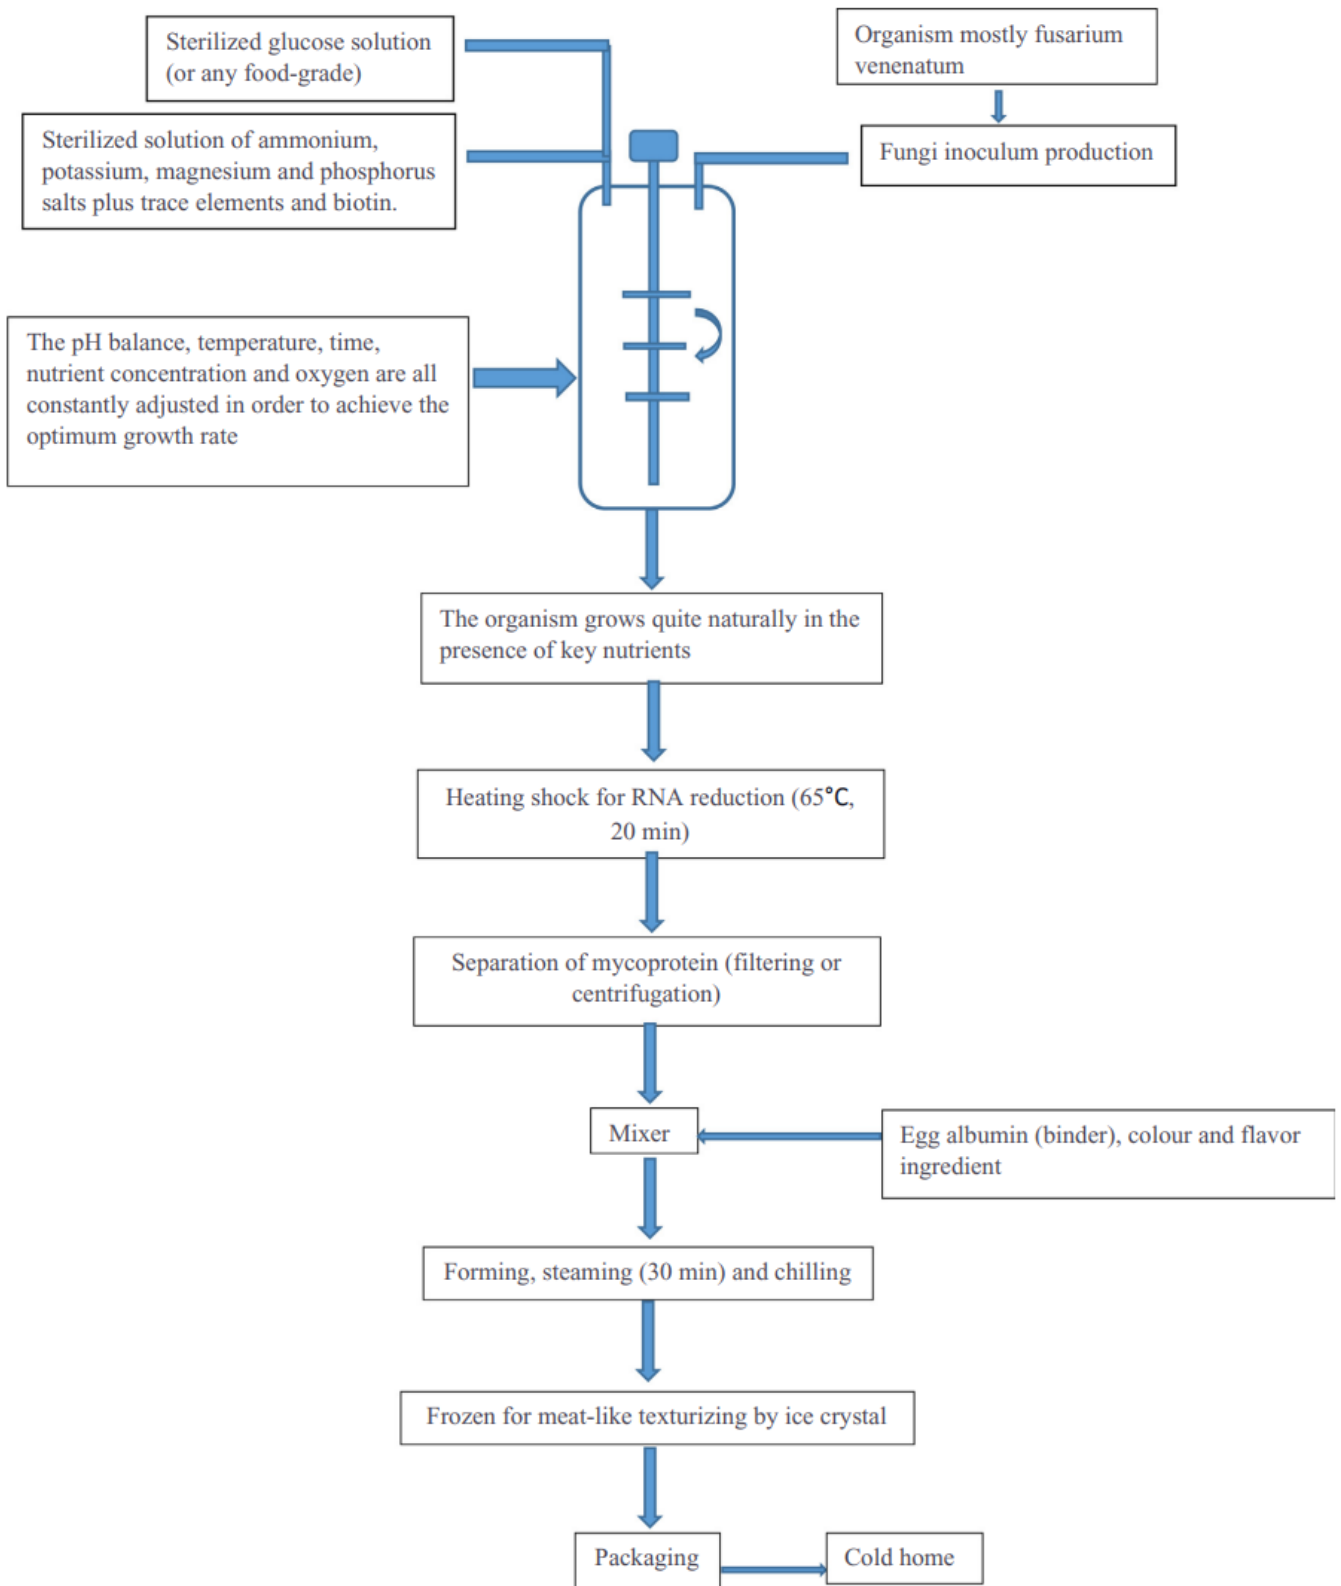 Sterilized glucose solution
(or any food-grade)
Organism mostly fusarium
venenatum
Sterilized solution of ammonium,
potassium, magnesium and phosphorus
salts plus trace elements and biotin.
Fungi inoculum production
The pH balance, temperature, time,
nutrient concentration and oxygen are all
constantly adjusted in order to achieve the
optimum growth rate
The organism grows quite naturally in the
presence of key nutrients
Heating shock for RNA reduction (65°C,
20 min)
Separation of mycoprotein (filtering or
centrifugation)
Mixer
Egg albumin (binder), colour and flavor
ingredient
Forming, steaming (30 min) and chilling
Frozen for meat-like texturizing by ice crystal
Packaging
Cold home